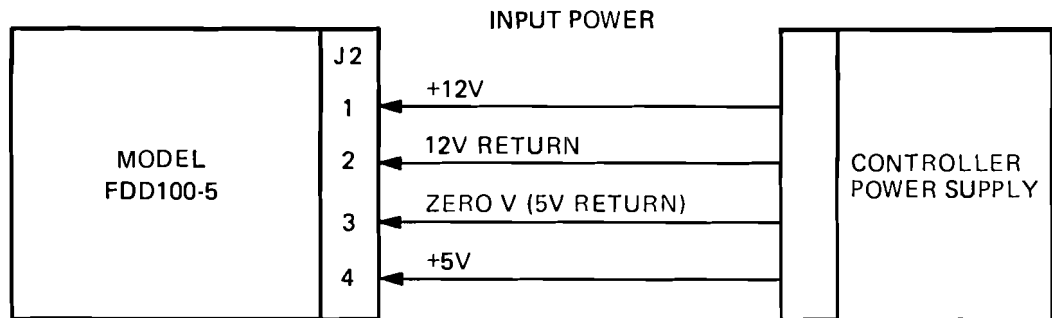 INPUT POWER
J2
1
+12V
2
12V RETURN
3
ZERO V (5V RETURN)
4
+5V
MODEL
FDD100-5
CONTROLLER
POWER SUPPLY